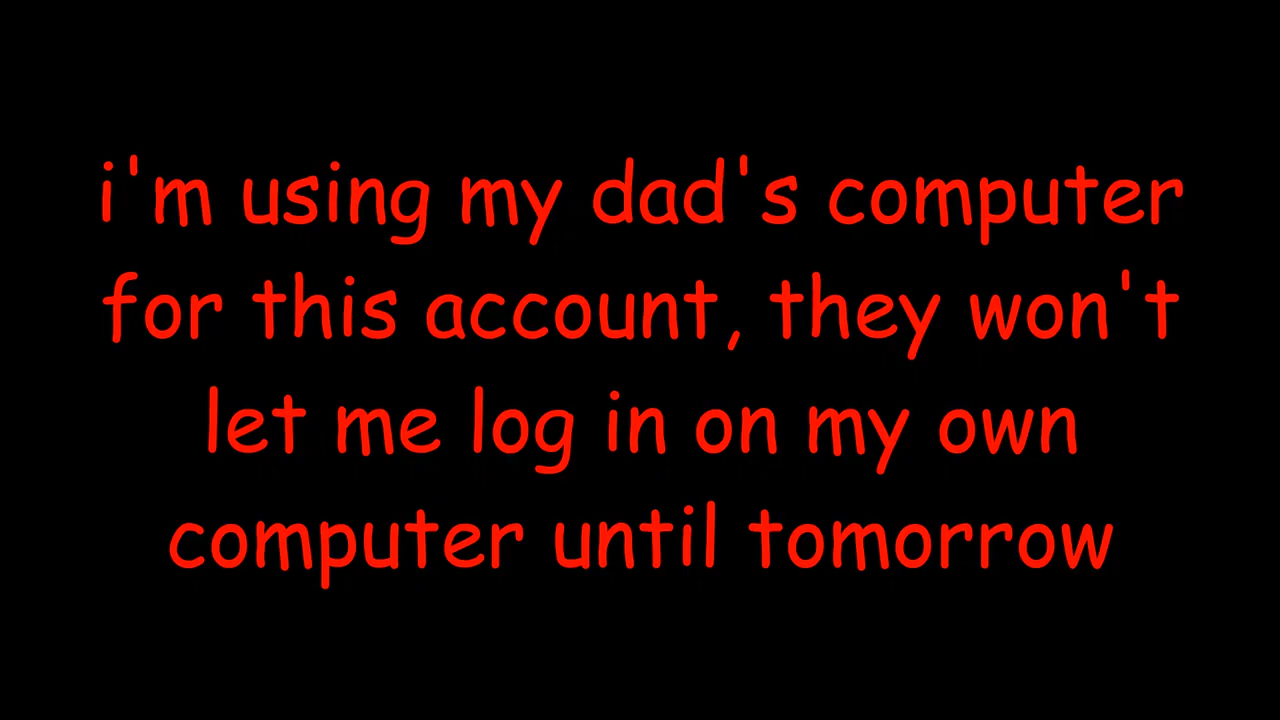 i'm using my dad's computer
for this account, they won't
let me log in on my own
computer until tomorrow